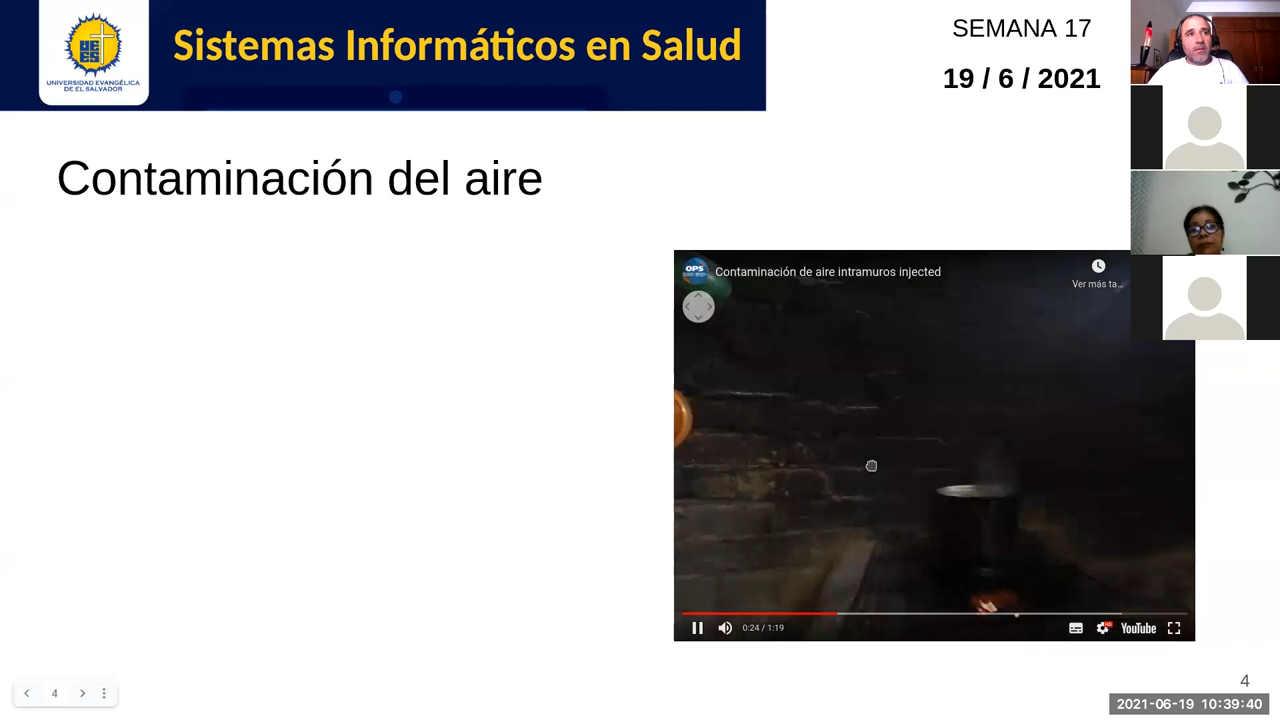 UNIVERSIDAD EVANGÉLICA
DE EL SALVADOR
Sistemas Informáticos en Salud
SEMANA 17
19 / 6 / 2021
Contaminación del aire
OPS
Contaminación de aire intramuros injected
Ver más ta...
0:24 / 1:19
HD
YouTube
4
4
2021-06-19 10:39:40